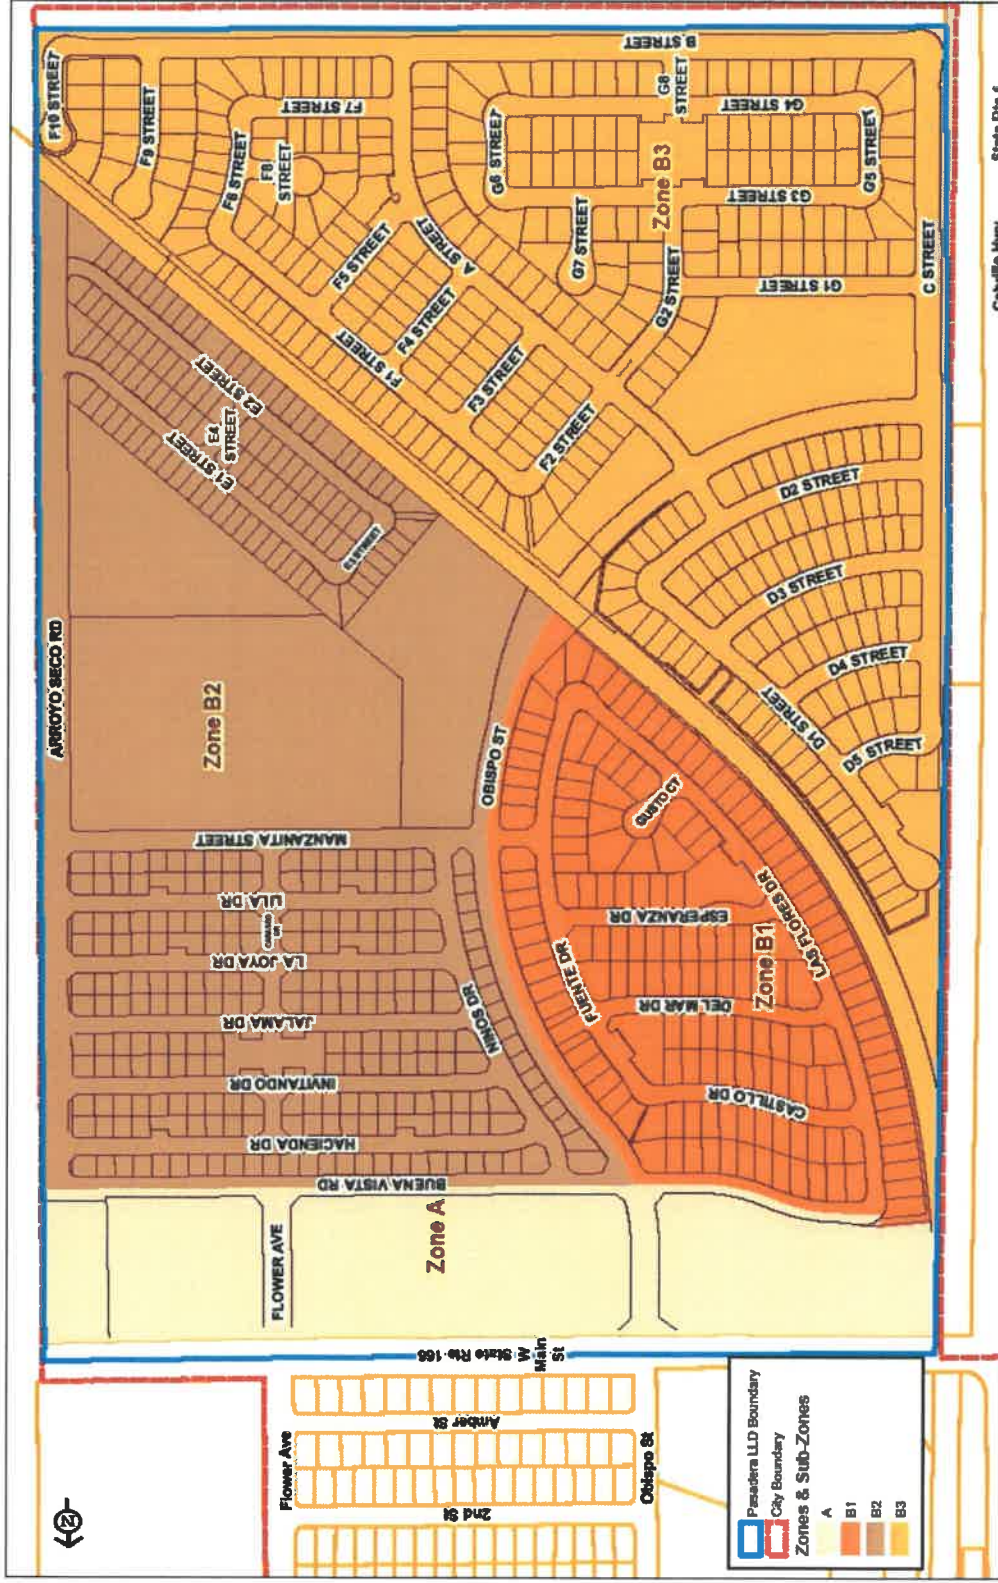 F10 STREET
F9 STREET
F7 STREET
F6 STREET
F8
STREET
B STREET
G8
STREET
G4 STREET
G6 STREET
Zone B3
G5 STREET
G3 STREET
G7 STREET
G2 STREET
G1 STREET
C STREET
F5 STREET
A STREET
F4 STREET
F1 STREET
F3 STREET
F2 STREET
E2 STREET
E4
STREET
E1 STREET
E3 STREET
D2 STREET
D3 STREET
D4 STREET
D1 STREET
D5 STREET
ARROYO SECO RD
Zone B2
OBISPO ST
MANZANITA STREET
GUSTO CT
LILA DR
LA JOYA DR
ESPERANZA DR
LAS FLORES DR
Zone B1
FUENTE DR
DEL MAR DR
JALAMA DR
NINOS DR
INVITANDO DR
CASTILLO DR
HACIENDA DR
BUENA VISTA RD
Zone A
FLOWER AVE
State Rte 166
W
Main
St
Flower Ave
Amber St
2nd St
Obispo St
N
Pasadera LLD Boundary
City Boundary
Zones & Sub-Zones
A
B1
B2
B3